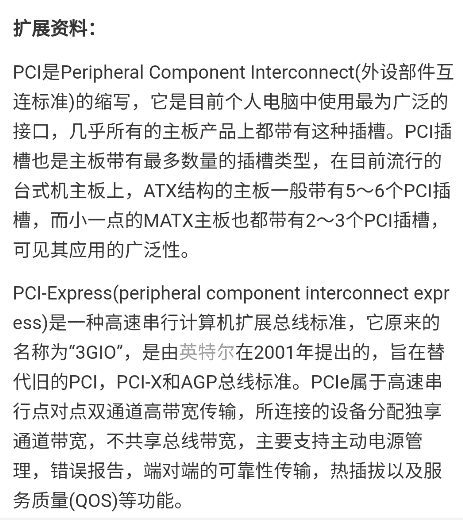 扩展资料：
PCI是Peripheral Component Interconnect(外设部件互
连标准)的缩写，它是目前个人电脑中使用最为广泛的
接口，几乎所有的主板产品上都带有这种插槽。PCI插
槽也是主板带有最多数量的插槽类型，在目前流行的
台式机主板上，ATX结构的主板一般带有5～6个PCI插
槽，而小一点的MATX主板也都带有2～3个PCI插槽，
可见其应用的广泛性。
PCI-Express(peripheral component interconnect expr
ess)是一种高速串行计算机扩展总线标准，它原来的
名称为“3GIO”，是由英特尔在2001年提出的，旨在替
代旧的PCI，PCI-X和AGP总线标准。PCIe属于高速串
行点对点双通道高带宽传输，所连接的设备分配独享
通道带宽，不共享总线带宽，主要支持主动电源管
理，错误报告，端对端的可靠性传输，热插拔以及服
务质量(QOS)等功能。